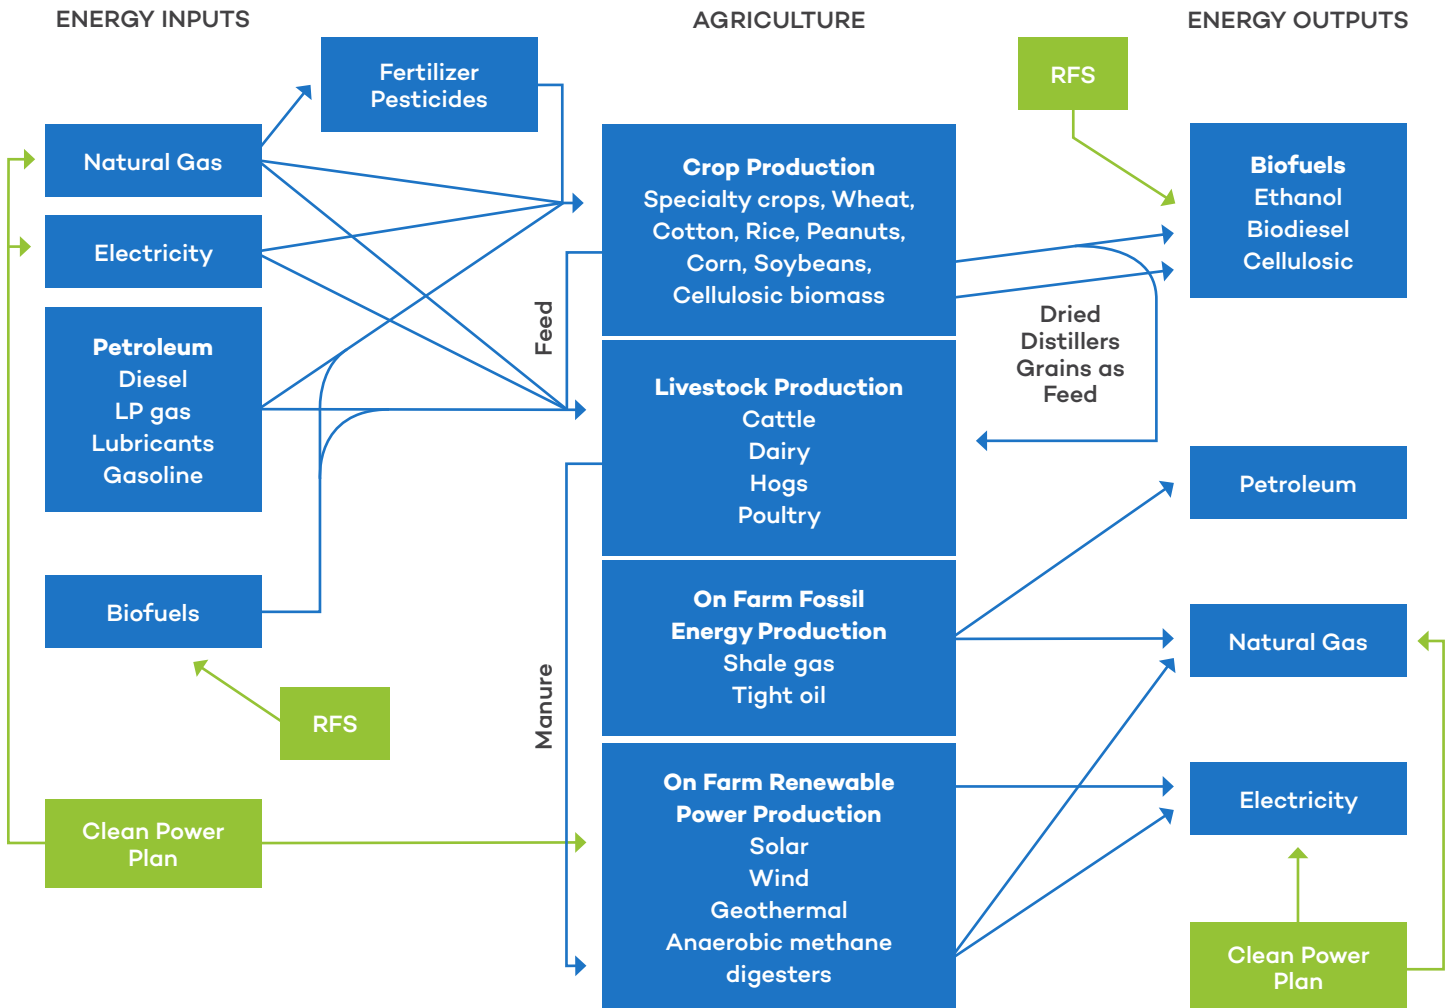 ENERGY INPUTS
AGRICULTURE
ENERGY OUTPUTS
Fertilizer
Pesticides
Natural Gas
Electricity
Petroleum
Diesel
LP gas
Lubricants
Gasoline
Biofuels
RFS
Clean Power
Plan
Feed
Manure
Crop Production
Specialty crops, Wheat,
Cotton, Rice, Peanuts,
Corn, Soybeans,
Cellulosic biomass
Livestock Production
Cattle
Dairy
Hogs
Poultry
On Farm Fossil
Energy Production
Shale gas
Tight oil
On Farm Renewable
Power Production
Solar
Wind
Geothermal
Anaerobic methane
digesters
RFS
Dried
Distillers
Grains as
Feed
Biofuels
Ethanol
Biodiesel
Cellulosic
Petroleum
Natural Gas
Electricity
Clean Power
Plan